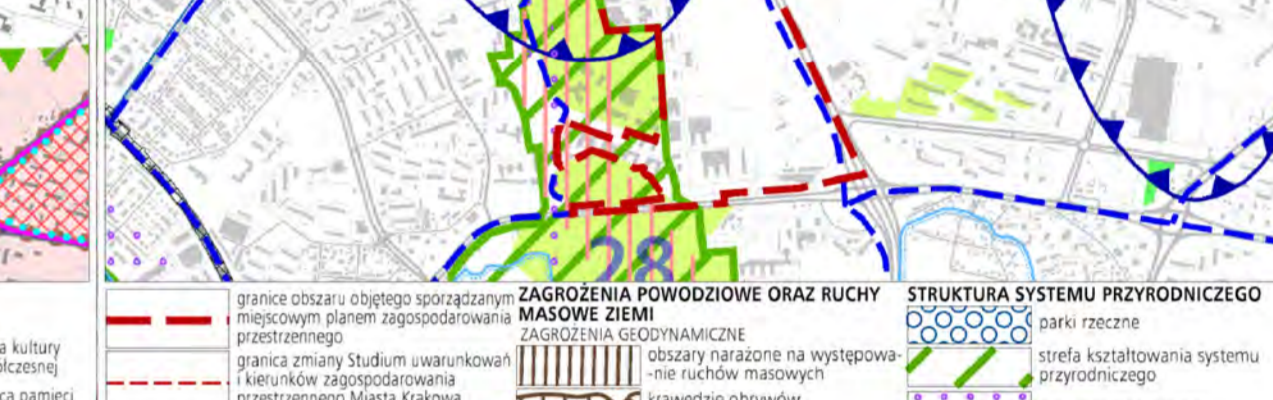 28
a kultury
ółczesnej
ca pamięci
granice obszaru objętego sporządzanym
miejscowym planem zagospodarowania
przestrzennego
granica zmiany Studium uwarunkowań
i kierunków zagospodarowania
przestrzennego Miasta Krakowa
ZAGROŻENIA POWODZIOWE ORAZ RUCHY
MASOWE ZIEMI
ZAGROŻENIA GEODYNAMICZNE
obszary narażone na występowa-
-nie ruchów masowych
krawędzie obrywów
STRUKTURA SYSTEMU PRZYRODNICZEGO
parki rzeczne
strefa kształtowania systemu
przyrodniczego